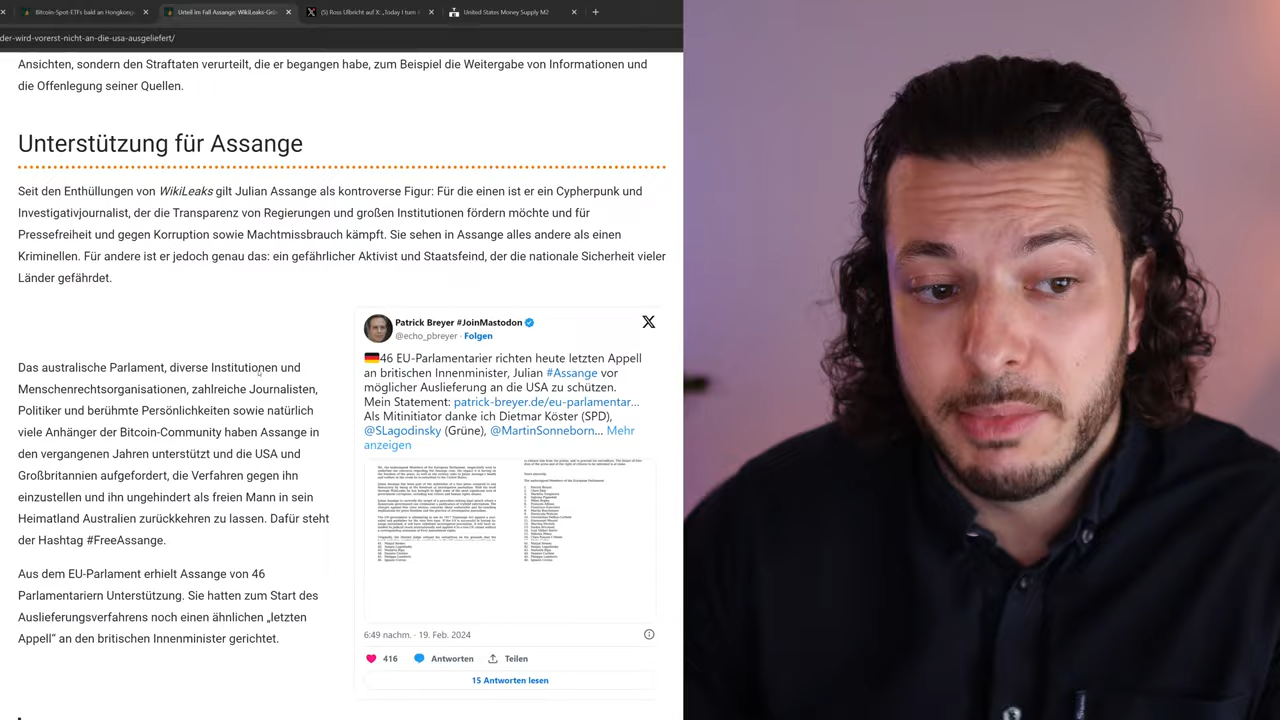 Bitcoin-Spot-ETFs bald an Hongkong
Urteil im Fall Assange: WikiLeaks-Grü
(5) Ross Ulbricht auf X: „Today I turn
United States Money Supply M2
der-wird-vorerst-nicht-an-die-usa-ausgeliefert/
Ansichten, sondern den Straftaten verurteilt, die er begangen habe, zum Beispiel die Weitergabe von Informationen und
die Offenlegung seiner Quellen.
Unterstützung für Assange
Seit den Enthüllungen von WikiLeaks gilt Julian Assange als kontroverse Figur: Für die einen ist er ein Cypherpunk und
Investigativjournalist, der die Transparenz von Regierungen und großen Institutionen fördern möchte und für
Pressefreiheit und gegen Korruption sowie Machtmissbrauch kämpft. Sie sehen in Assange alles andere als einen
Kriminellen. Für andere ist er jedoch genau das: ein gefährlicher Aktivist und Staatsfeind, der die nationale Sicherheit vieler
Länder gefährdet.
Das australische Parlament, diverse Institutionen und
Menschenrechtsorganisationen, zahlreiche Journalisten,
Politiker und berühmte Persönlichkeiten sowie natürlich
viele Anhänger der Bitcoin-Community haben Assange in
den vergangenen Jahren unterstützt und die USA und
Großbritannien aufgefordert, die Verfahren gegen ihn
einzustellen und ihn unbehindert als freien Mann in sein
Heimatland Australien zurückkehren zu lassen. Dafür steht
der Hashtag #FreeAssange.
Aus dem EU-Parlament erhielt Assange von 46
Parlamentariern Unterstützung. Sie hatten zum Start des
Auslieferungsverfahrens noch einen ähnlichen „letzten
Appell“ an den britischen Innenminister gerichtet.
Patrick Breyer #JoinMastodon
@echo_pbreyer · Folgen
46 EU-Parlamentarier richten heute letzten Appell
an britischen Innenminister, Julian #Assange vor
möglicher Auslieferung an die USA zu schützen.
Mein Statement: patrick-breyer.de/eu-parlamentar...
Als Mitinitiator danke ich Dietmar Köster (SPD),
@SLagodinsky (Grüne), @MartinSonneborn... Mehr
anzeigen
6:49 nachm. · 19. Feb. 2024
416 Antworten Teilen
15 Antworten lesen